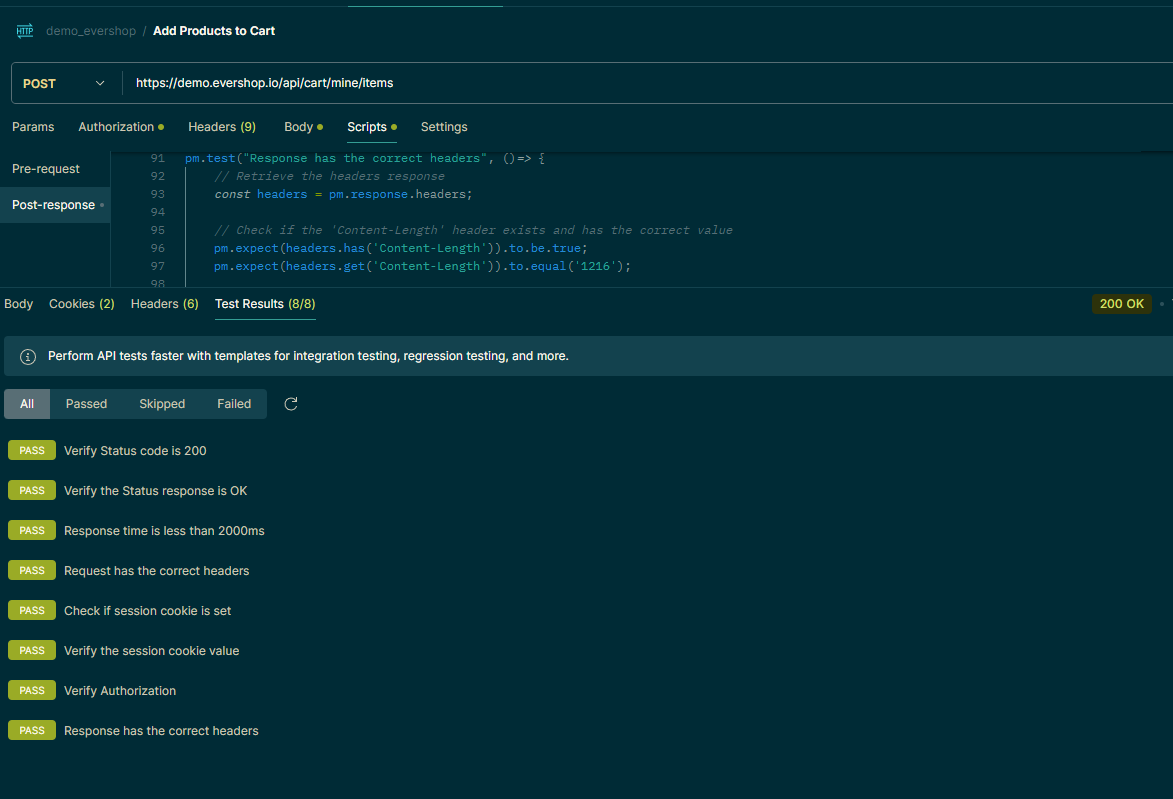 HTTP demo_evershop / Add Products to Cart
POST https://demo.evershop.io/api/cart/mine/items
Params Authorization Headers (9) Body Scripts Settings
Pre-request
Post-response
91 pm.test("Response has the correct headers", ()=> {
92 // Retrieve the headers response
93 const headers = pm.response.headers;
94
95 // Check if the 'Content-Length' header exists and has the correct value
96 pm.expect(headers.has('Content-Length')).to.be.true;
97 pm.expect(headers.get('Content-Length')).to.equal('1216');
98
Body Cookies (2) Headers (6) Test Results (8/8) 200 OK
Perform API tests faster with templates for integration testing, regression testing, and more.
All Passed Skipped Failed
PASS Verify Status code is 200
PASS Verify the Status response is OK
PASS Response time is less than 2000ms
PASS Request has the correct headers
PASS Check if session cookie is set
PASS Verify the session cookie value
PASS Verify Authorization
PASS Response has the correct headers